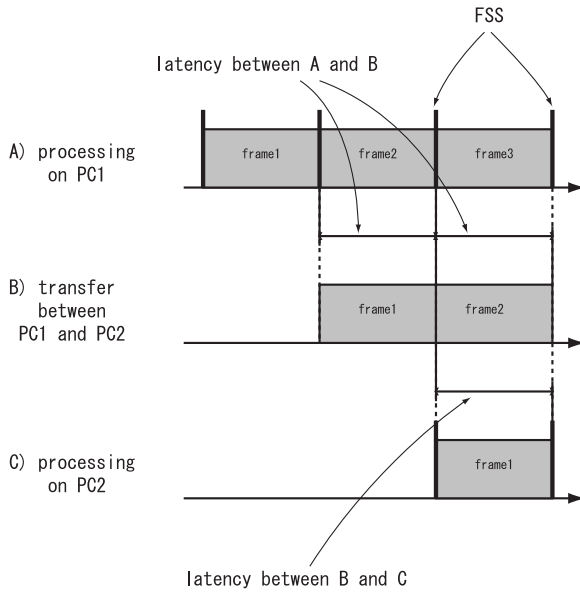 FSS
latency between A and B
A) processing
on PC1
frame1
frame2
frame3
B) transfer
between
PC1 and PC2
frame1
frame2
C) processing
on PC2
frame1
latency between B and C